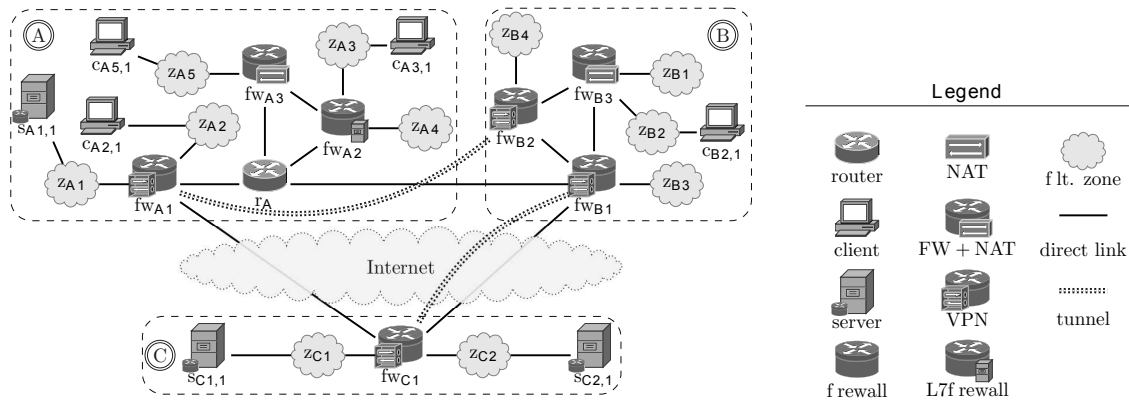 A
B
zB4
zA3
cA5,1
zA5
cA3,1
zB1
fwA3
fwB3
sA1,1
zA2
zA4
zB2
cA2,1
fwA2
fwB2
cB2,1
zA1
zB3
fwA1
rA
fwB1
Internet
C
zC1
zC2
sC1,1
fwC1
sC2,1
Legend
router
NAT
f lt. zone
client
FW + NAT
direct link
server
VPN
tunnel
f rewall
L7f rewall